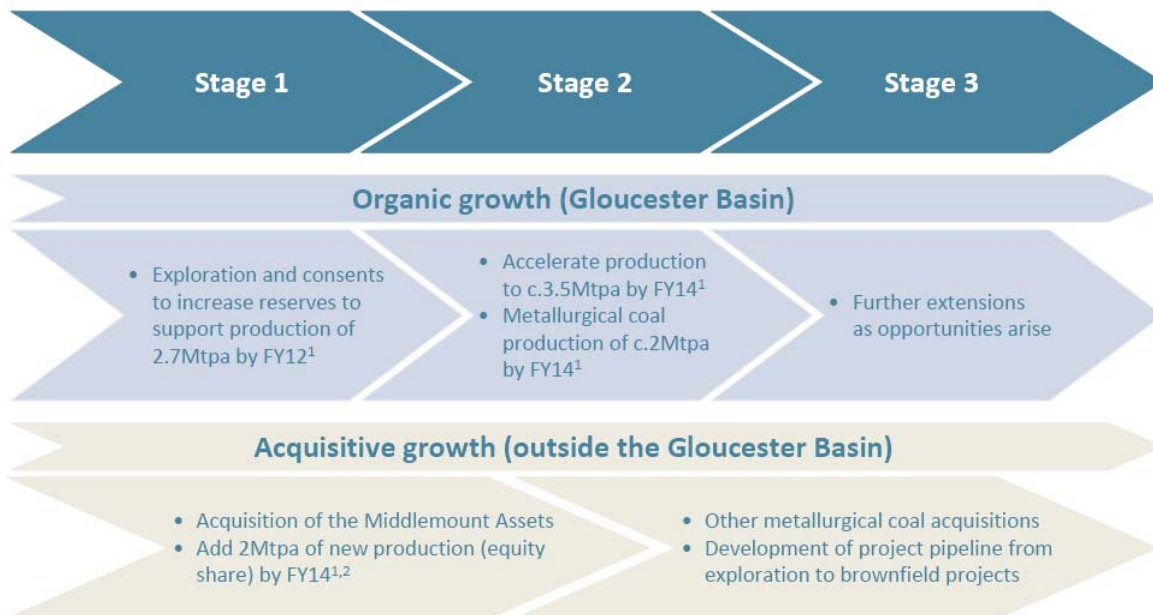 Stage 1
Stage 2
Stage 3
Organic growth (Gloucester Basin)
• Exploration and consents
to increase reserves to
support production of
2.7Mtpa by FY12¹
• Accelerate production
to c.3.5Mtpa by FY14¹
• Metallurgical coal
production of c.2Mtpa
by FY14¹
• Further extensions
as opportunities arise
Acquisitive growth (outside the Gloucester Basin)
• Acquisition of the Middlemount Assets
• Add 2Mtpa of new production (equity
share) by FY14¹,²
• Other metallurgical coal acquisitions
• Development of project pipeline from
exploration to brownfield projects